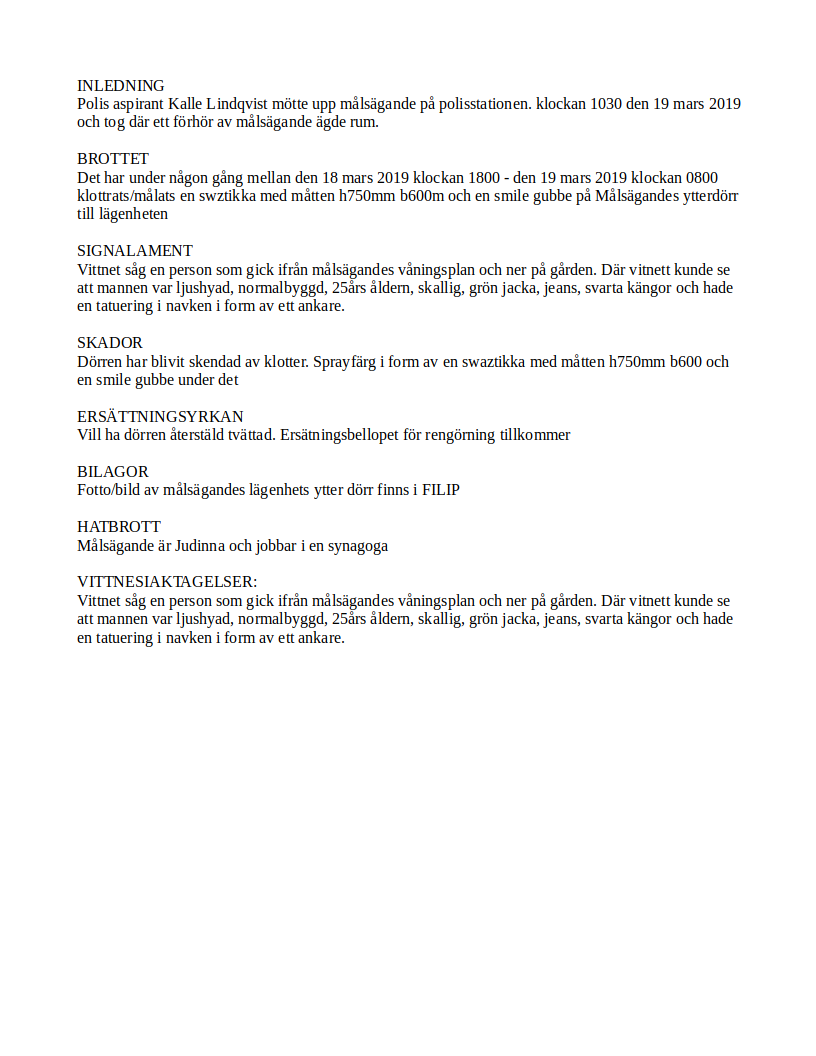 INLEDNING
Polis aspirant Kalle Lindqvist mötte upp målsägande på polisstationen. klockan 1030 den 19 mars 2019
och tog där ett förhör av målsägande ägde rum.
BROTTET
Det har under någon gång mellan den 18 mars 2019 klockan 1800 - den 19 mars 2019 klockan 0800
klottrats/målats en swztikka med måtten h750mm b600m och en smile gubbe på Målsägandes ytterdörr
till lägenheten
SIGNALAMENT
Vittnet såg en person som gick ifrån målsägandes våningsplan och ner på gården. Där vitnett kunde se
att mannen var ljushyad, normalbyggd, 25års åldern, skallig, grön jacka, jeans, svarta kängor och hade
en tatuering i navken i form av ett ankare.
SKADOR
Dörren har blivit skendad av klotter. Sprayfärg i form av en swaztikka med måtten h750mm b600 och
en smile gubbe under det
ERSÄTTNINGSYRKAN
Vill ha dörren återstäld tvättad. Ersätningsbellopet för rengörning tillkommer
BILAGOR
Fotto/bild av målsägandes lägenhets ytter dörr finns i FILIP
HATBROTT
Målsägande är Judinna och jobbar i en synagoga
VITTNESIAKTAGELSER:
Vittnet såg en person som gick ifrån målsägandes våningsplan och ner på gården. Där vitnett kunde se
att mannen var ljushyad, normalbyggd, 25års åldern, skallig, grön jacka, jeans, svarta kängor och hade
en tatuering i navken i form av ett ankare.